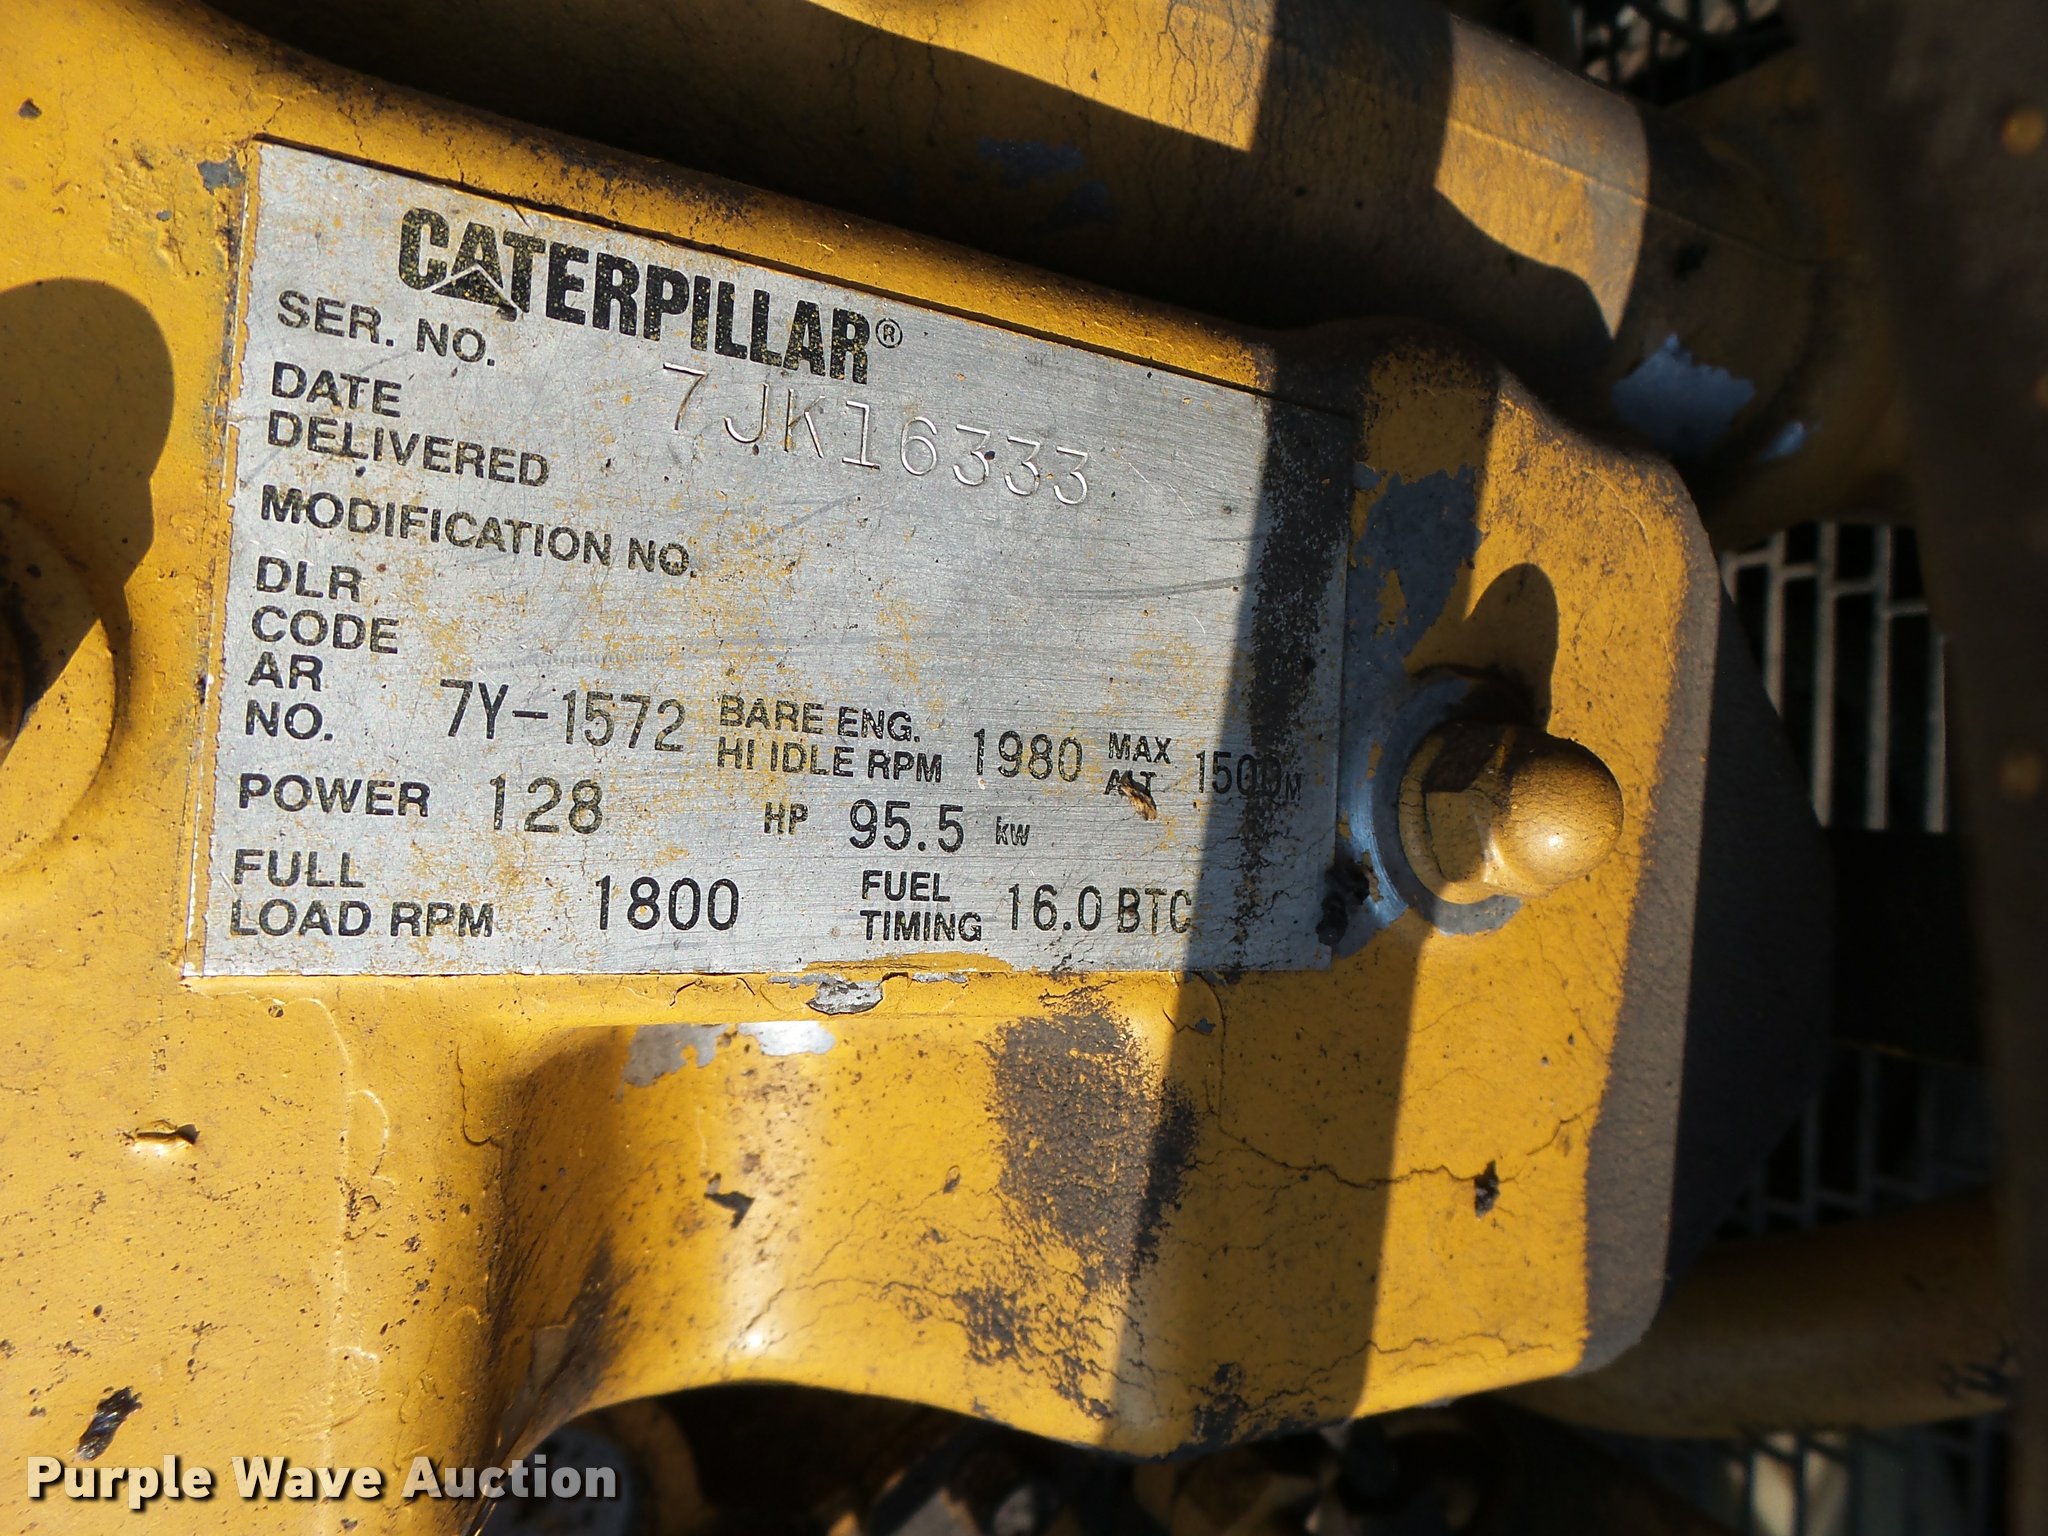 CATERPILLAR®
SER. NO. 7JK16333
DATE
DELIVERED
MODIFICATION NO.
DLR
CODE
AR
NO. 7Y-1572 BARE ENG.
HI IDLE RPM 1980 MAX
ALT 1500M
POWER 128 HP 95.5 kw
FULL
LOAD RPM 1800 FUEL
TIMING 16.0 BTC
Purple Wave Auction